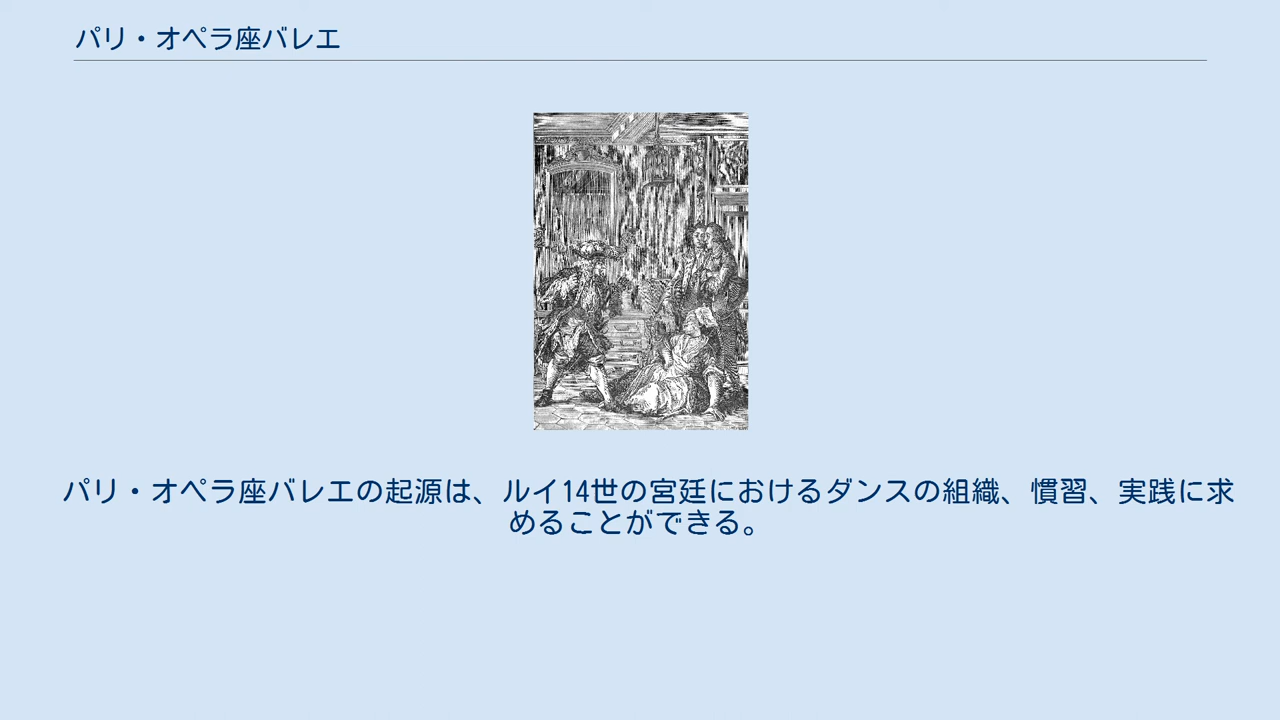 パリ・オペラ座バレエ
パリ・オペラ座バレエの起源は、ルイ14世の宮廷におけるダンスの組織、慣習、実践に求
めることができる。